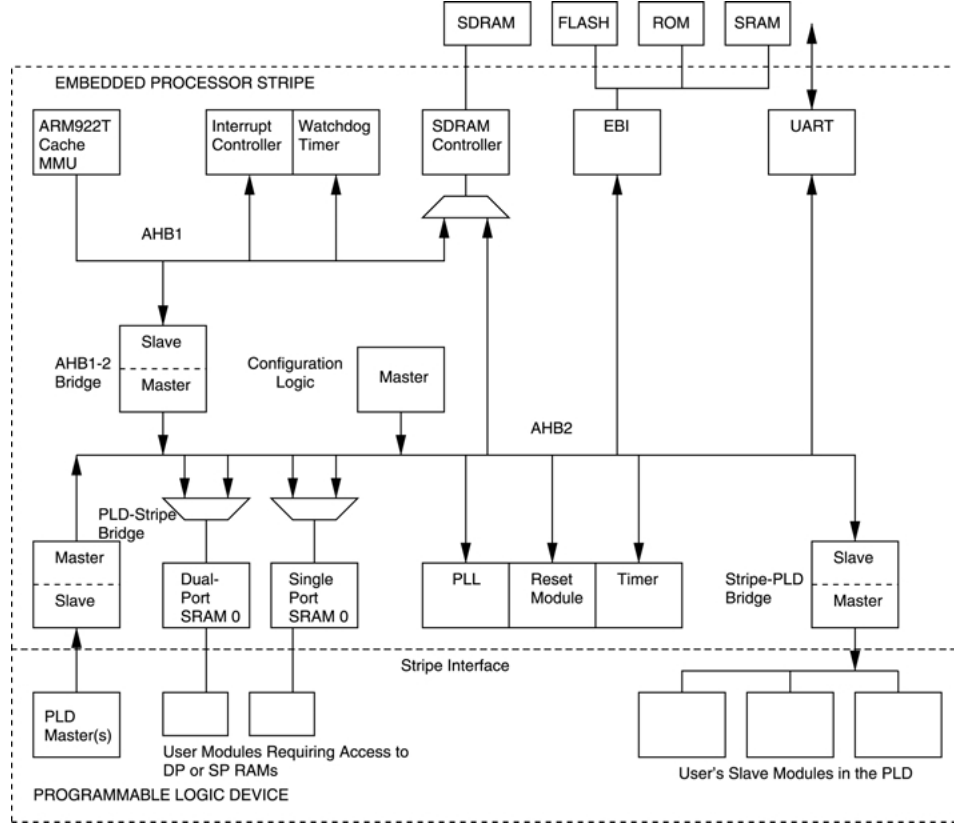 SDRAM
FLASH
ROM
SRAM
EMBEDDED PROCESSOR STRIPE
ARM922T
Cache
MMU
Interrupt
Controller
Watchdog
Timer
SDRAM
Controller
EBI
UART
AHB1
AHB1-2
Bridge
Slave
Master
Configuration
Logic
Master
AHB2
PLD-Stripe
Bridge
Master
Slave
Dual-
Port
SRAM 0
Single
Port
SRAM 0
PLL
Reset
Module
Timer
Stripe-PLD
Bridge
Slave
Master
Stripe Interface
PLD
Master(s)
User Modules Requiring Access to
DP or SP RAMs
User's Slave Modules in the PLD
PROGRAMMABLE LOGIC DEVICE